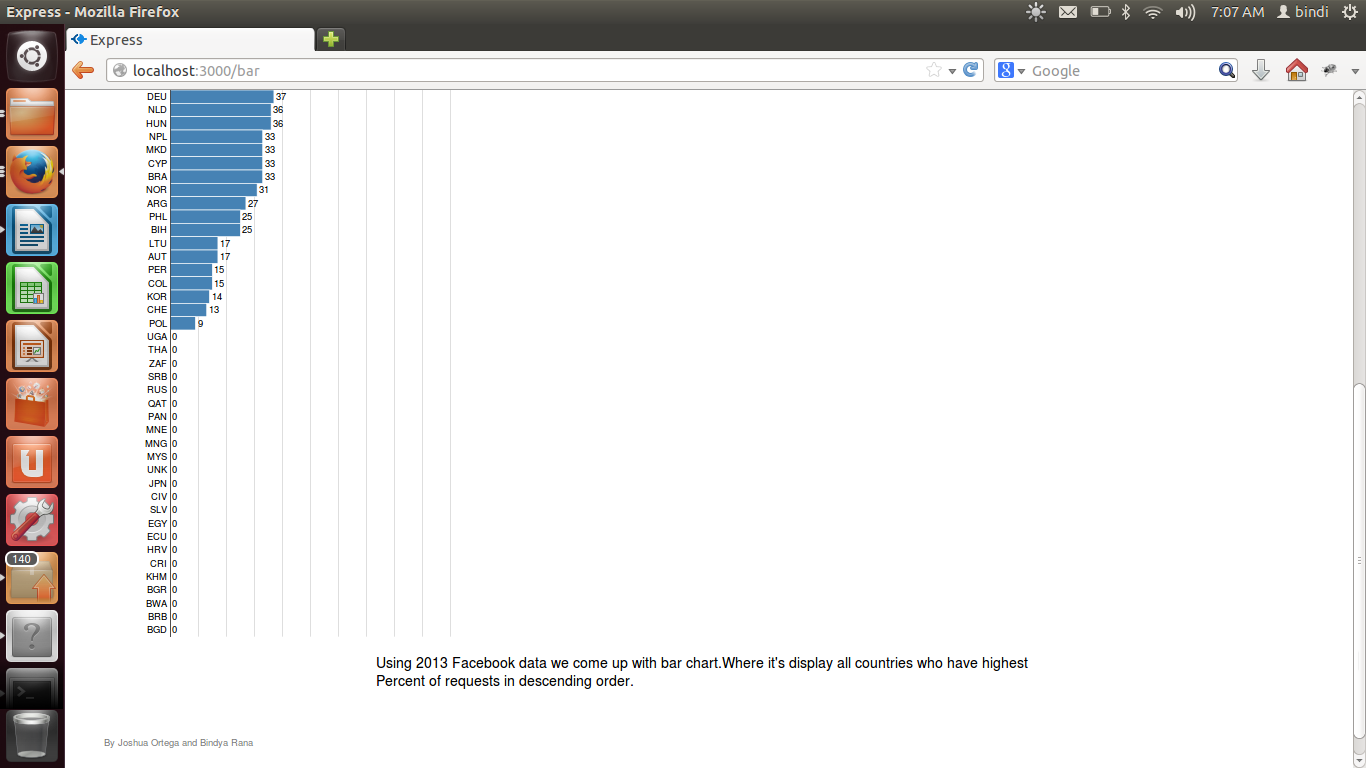 Express - Mozilla Firefox
7:07 AM bindi
Express
localhost:3000/bar
Google
DEU 37
NLD 36
HUN 36
NPL 33
MKD 33
CYP 33
BRA 33
NOR 31
ARG 27
PHL 25
BIH 25
LTU 17
AUT 17
PER 15
COL 15
KOR 14
CHE 13
POL 9
UGA 0
THA 0
ZAF 0
SRB 0
RUS 0
QAT 0
PAN 0
MNE 0
MNG 0
MYS 0
UNK 0
JPN 0
CIV 0
SLV 0
EGY 0
ECU 0
HRV 0
CRI 0
KHM 0
BGR 0
BWA 0
BRB 0
BGD 0
140
Using 2013 Facebook data we come up with bar chart.Where it's display all countries who have highest
Percent of requests in descending order.
By Joshua Ortega and Bindya Rana